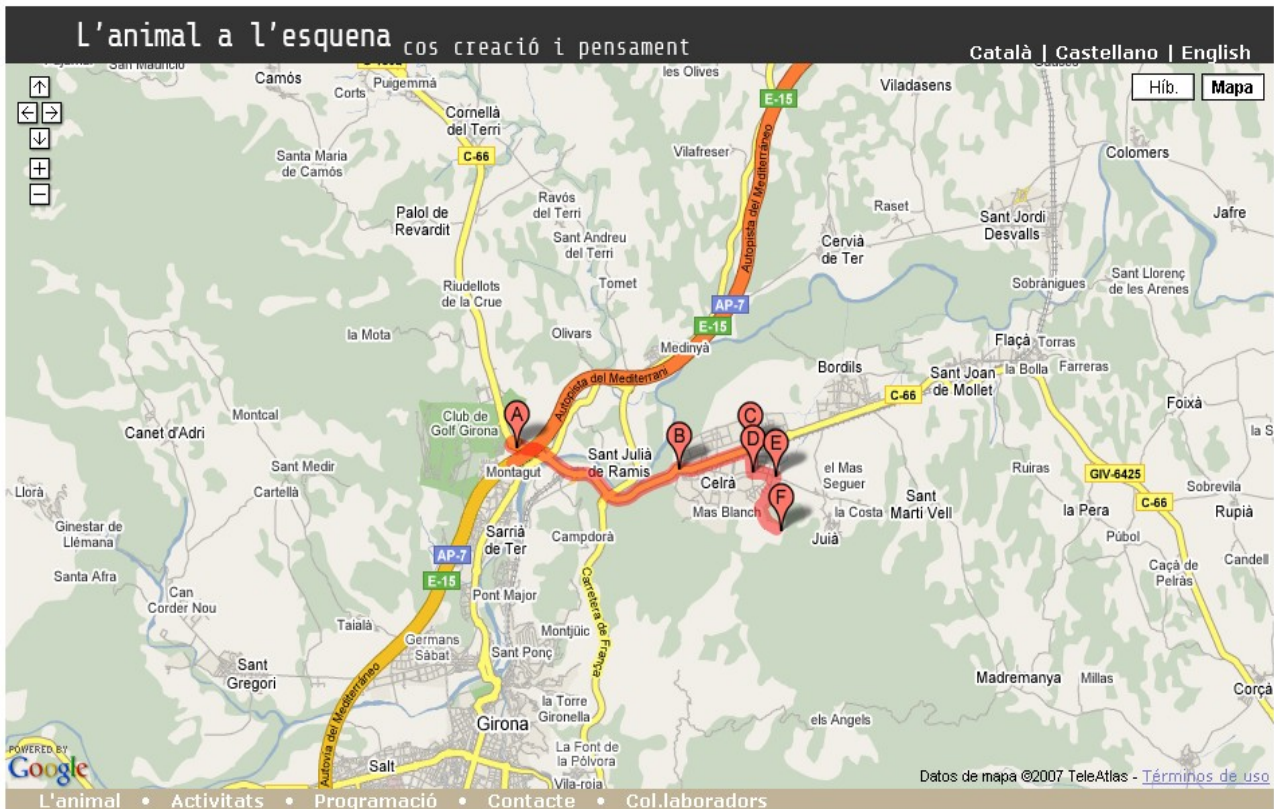 L'animal a l'esquena cos creació i pensament
Català | Castellano | English
Híb.
Mapa
San Mauricio
Camós
Corts
Puigemmà
Cornellà
del Terri
C-66
les Olives
E-15
Viladasens
Colomers
Santa Maria
de Camós
Vilafreser
Autopista del Mediterráneo
Ravós
del Terri
Palol de
Revardit
Raset
Sant Jordi
Desvalls
Jafre
Sant Andreu
del Terri
Cervià
de Ter
Tomet
Riudellots
de la Crue
Sobrànigues
Sant Llorenç
de les Arenes
AP-7
E-15
la Mota
Olivars
Medinyà
Flaçà
Torras
la Bolla
Farreras
Bordils
Sant Joan
de Mollet
Autopista del Mediterrani
C-66
Foixà
Club de
Golf Girona
Montcal
Canet d'Adri
A
B
C
D
E
F
Sant Julià
de Ramis
Montagut
Sant Medir
Celrà
el Mas
Seguer
Ruiras
GIV-6425
Llorà
Cartellà
Mas Blanch
la Costa
Sant
Marti Vell
la Pera
C-66
Sobrevila
Rupià
Ginestar de
Llémana
Sarrià
de Ter
Campdorà
Juià
Púbol
AP-7
E-15
Santa Afra
Can
Corder Nou
Pont Major
Carretera de França
Caçà de
Pelràs
Candell
Taialà
Germans
Sàbat
Montjüic
Sant Ponç
Sant
Gregori
Autovia del Mediterráneo
Madremanya
Millas
Corçà
la Torre
Gironella
Girona
els Angels
La Font de
la Pólvora
Salt
Vila-roja
POWERED BY
Google
Datos de mapa ©2007 TeleAtlas - Términos de uso
L'animal • Activitats • Programació • Contacte • Col.laboradors